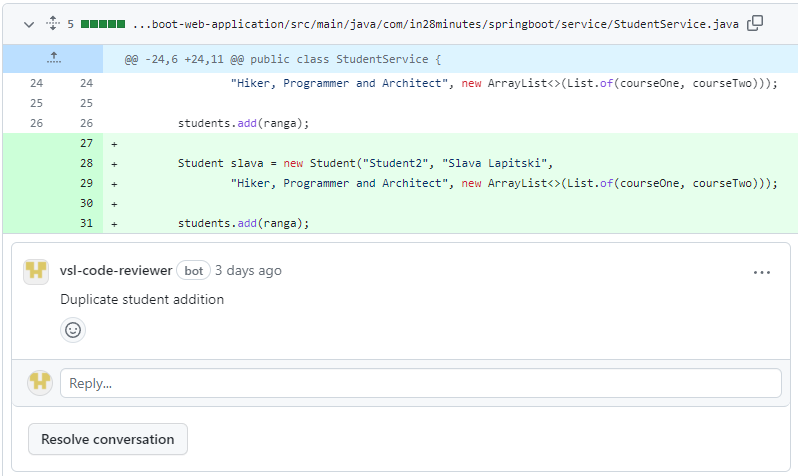 5 ...boot-web-application/src/main/java/com/in28minutes/springboot/service/StudentService.java
@@ -24,6 +24,11 @@ public class StudentService {
24 24 "Hiker, Programmer and Architect", new ArrayList<>(List.of(courseOne, courseTwo)));
25 25
26 26 students.add(ranga);
27 +
28 + Student slava = new Student("Student2", "Slava Lapitski",
29 + "Hiker, Programmer and Architect", new ArrayList<>(List.of(courseOne, courseTwo)));
30 +
31 + students.add(ranga);
vsl-code-reviewer bot 3 days ago
Duplicate student addition
Reply...
Resolve conversation